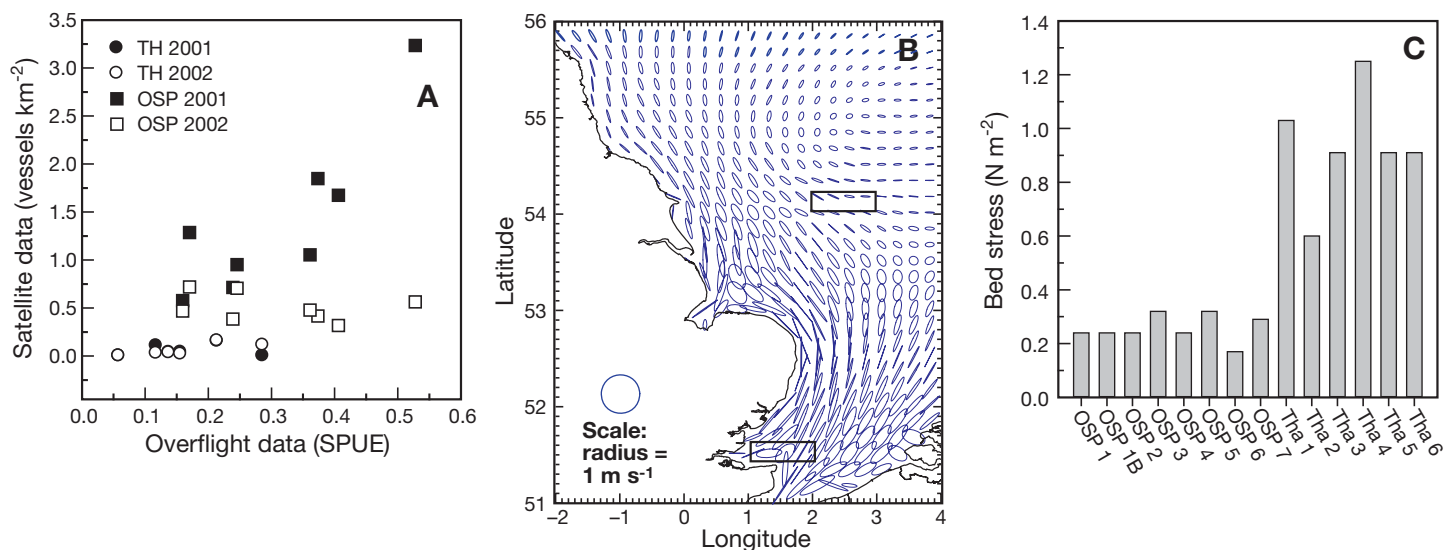 3.5
3.0
2.5
2.0
1.5
1.0
0.5
0.0
Satellite data (vessels km-2)
TH 2001
TH 2002
OSP 2001
OSP 2002
A
0.0 0.1 0.2 0.3 0.4 0.5 0.6
Overflight data (SPUE)
56
55
54
53
52
51
Latitude
B
Scale:
radius =
1 m s-1
−2 −1 0 1 2 3 4
Longitude
1.4
1.2
1.0
0.8
0.6
0.4
0.2
0.0
Bed stress (N m-2)
C
OSP 1
OSP 1B
OSP 2
OSP 3
OSP 4
OSP 5
OSP 6
OSP 7
Tha 1
Tha 2
Tha 3
Tha 4
Tha 5
Tha 6